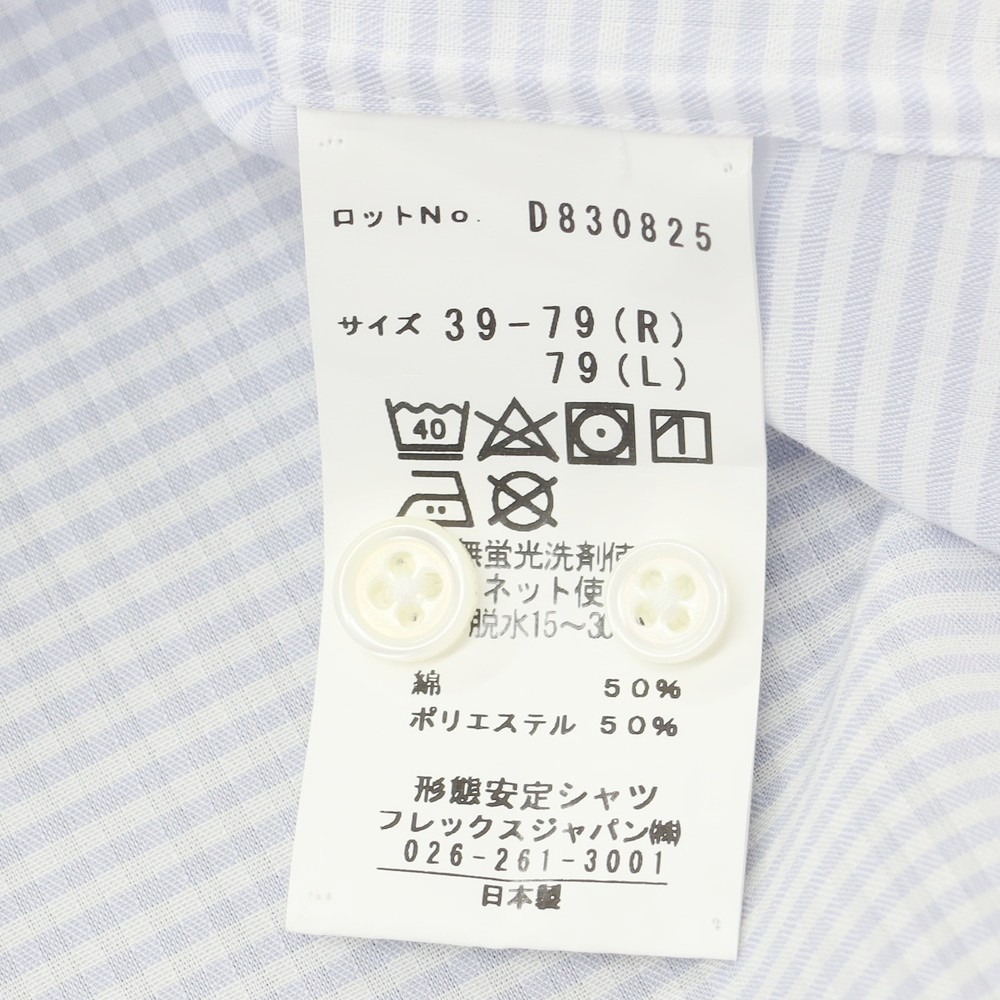 ロットNo. D830825
サイズ 39-79(R)
79(L)
40
無蛍光洗剤使
ネット使
脱水15～30
綿 50%
ポリエステル 50%
形態安定シャツ
フレックスジャパン㈱
026-261-3001
日本製